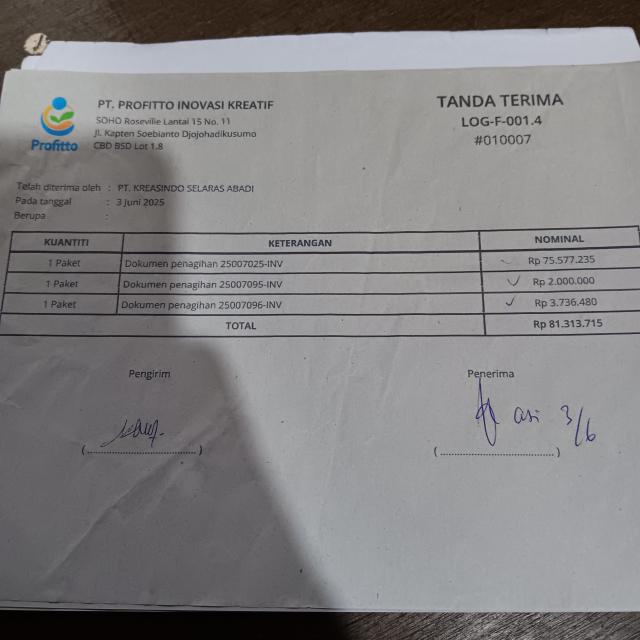 PT. PROFITTO INOVASI KREATIF
SOHO Roseville Lantai 15 No. 11
Jl. Kapten Soebianto Djojohadikusumo
CBD BSD Lot 1.8
Profitto
TANDA TERIMA
LOG-F-001.4
#010007
Telah diterima oleh : PT. KREASINDO SELARAS ABADI
Pada tanggal : 3 Juni 2025
Berupa :
KUANTITI KETERANGAN NOMINAL
1 Paket Dokumen penagihan 25007025-INV Rp 75.577.235
1 Paket Dokumen penagihan 25007095-INV Rp 2.000.000
1 Paket Dokumen penagihan 25007096-INV Rp 3.736.480
TOTAL Rp 81.313.715
Pengirim Penerima
asi 3/6
(................................) (................................)